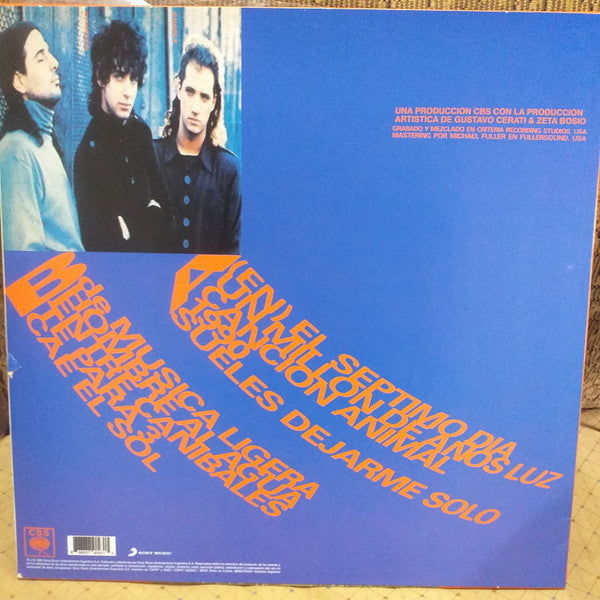 UNA PRODUCCION CBS CON LA PRODUCCION
ARTISTICA DE GUSTAVO CERATI & ZETA BOSIO
GRABADO Y MEZCLADO EN CRITERIA RECORDING STUDIOS, USA
MASTERING POR MICHAEL FULLER EN FULLERSOUND, USA
A
(EN) EL SEPTIMO DIA
UN MILLON DE AÑOS LUZ
CANCION ANIMAL
1990
SUELES DEJARME SOLO
B
de MUSICA LIGERA
HOMBRE AL AGUA
ENTRE CANIBALES
TE PARA 3
CAE EL SOL
CBS
SONY MUSIC